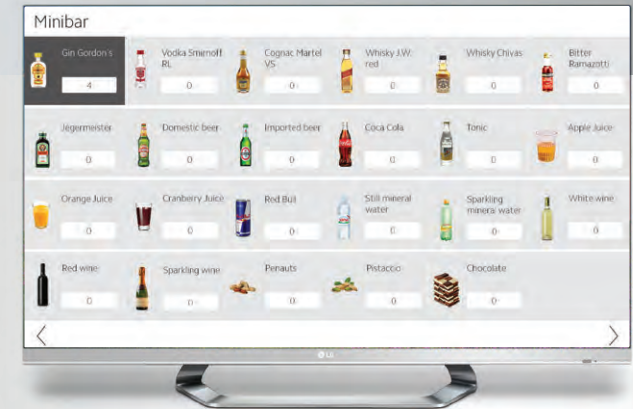 Minibar
Gin Gordon's
4
Vodka Smenoff
RL
0
Cognac Martel
VS
0
Whisky J.W.
red
0
Whisky Chivas
0
Bitter
Ramazotti
0
Jegermeister
0
Domestic beer
0
Imported beer
0
Coca Cola
0
Tonic
0
Apple Juice
0
Orange Juice
0
Cranberry Juice
0
Red Bull
0
Still mineral
water
0
Sparkling
mineral water
0
White wine
0
Red wine
0
Sparkling wine
0
Penauts
0
Pistaccio
0
Chocolate
0
LG